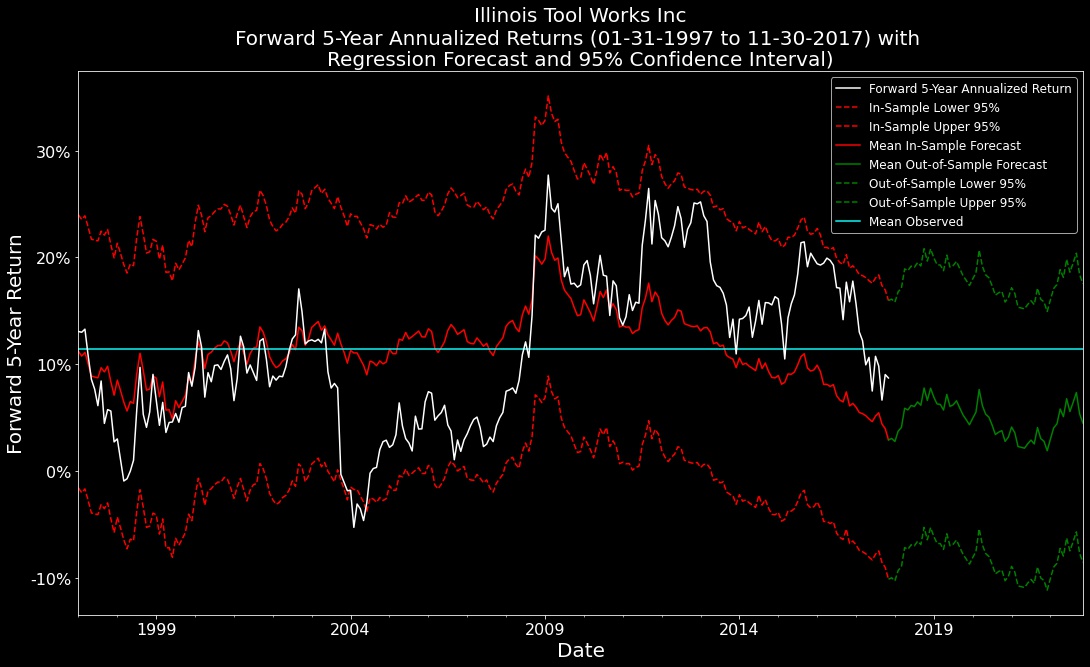 Illinois Tool Works Inc
Forward 5-Year Annualized Returns (01-31-1997 to 11-30-2017) with
Regression Forecast and 95% Confidence Interval)
Forward 5-Year Annualized Return
In-Sample Lower 95%
In-Sample Upper 95%
Mean In-Sample Forecast
Mean Out-of-Sample Forecast
Out-of-Sample Lower 95%
Out-of-Sample Upper 95%
Mean Observed
Forward 5-Year Return
30%
20%
10%
0%
-10%
1999 2004 2009 2014 2019
Date